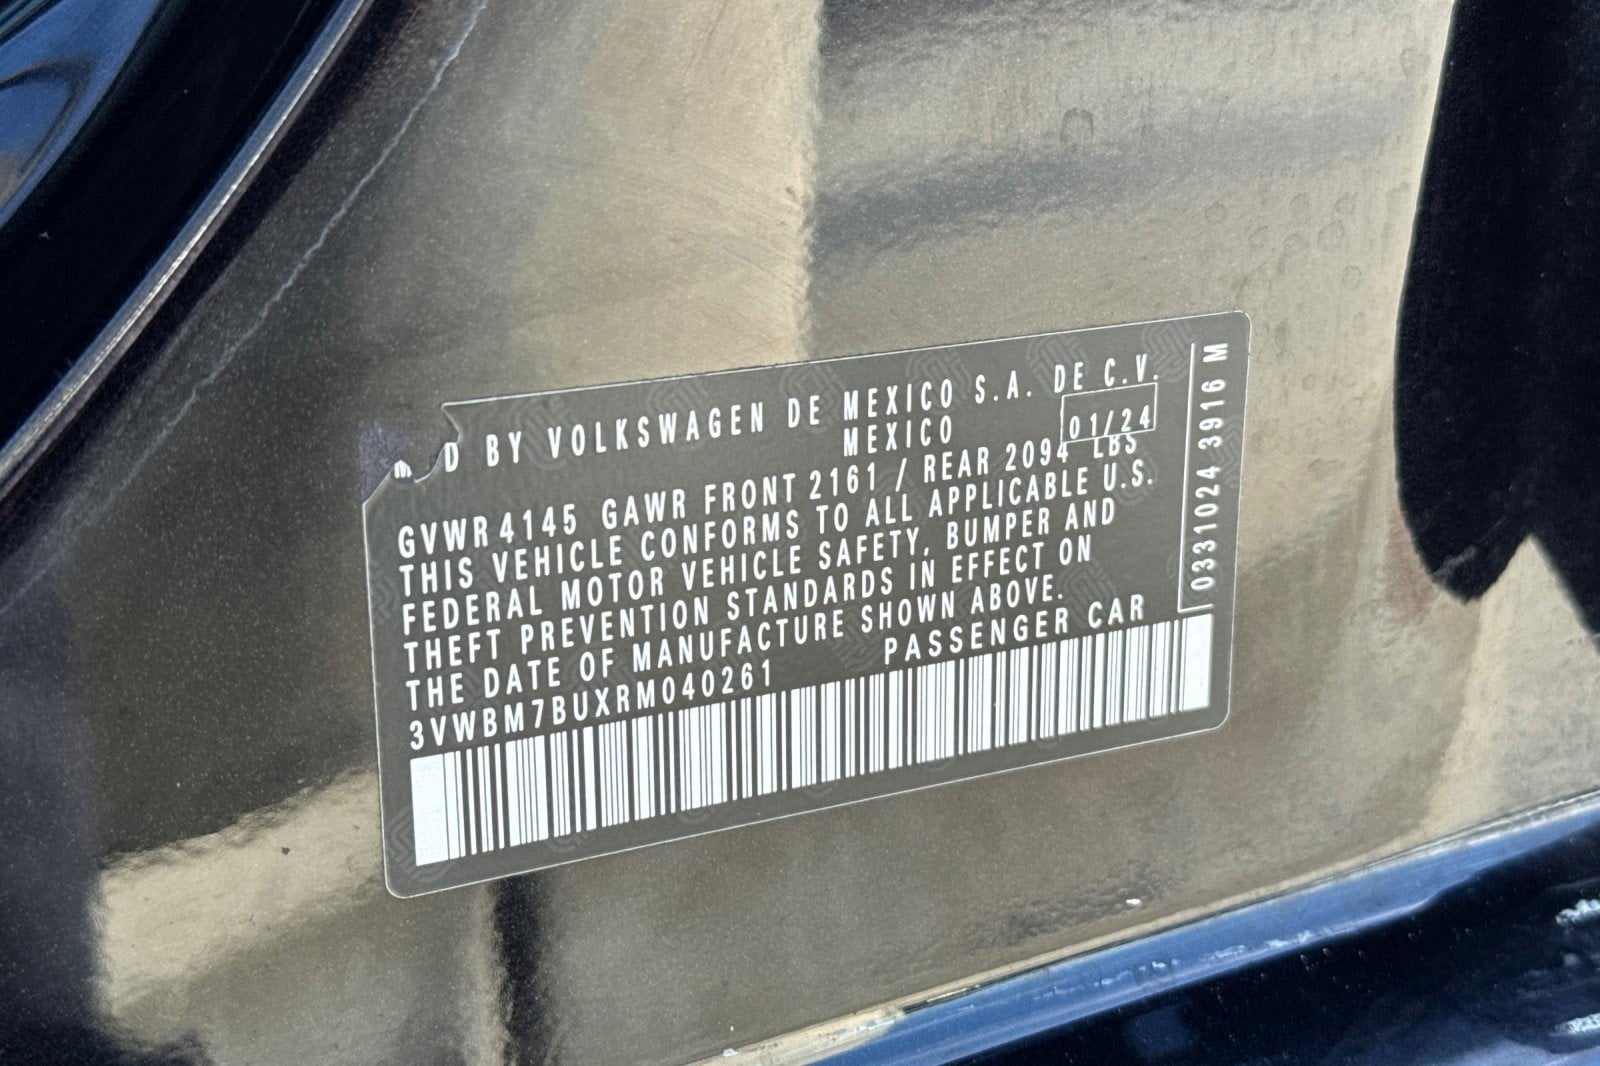 D BY VOLKSWAGEN DE MEXICO S.A. DE C.V.
MEXICO 01/24
GVWR 4145 GAWR FRONT 2161 / REAR 2094 LBS
THIS VEHICLE CONFORMS TO ALL APPLICABLE U.S.
FEDERAL MOTOR VEHICLE SAFETY, BUMPER AND
THEFT PREVENTION STANDARDS IN EFFECT ON
THE DATE OF MANUFACTURE SHOWN ABOVE.
3VWBM7BUXRM040261 PASSENGER CAR
0331024 3916 M